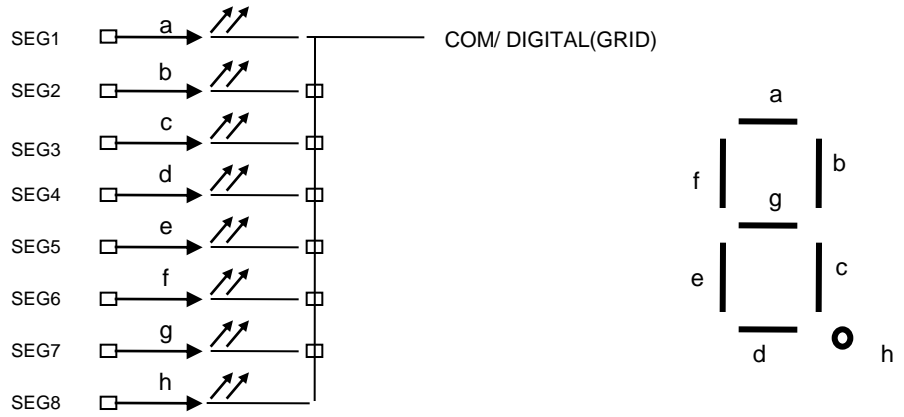 SEG1 a COM/ DIGITAL(GRID)
SEG2 b
SEG3 c
SEG4 d
SEG5 e
SEG6 f
SEG7 g
SEG8 h
a
f b
g
e c
d h